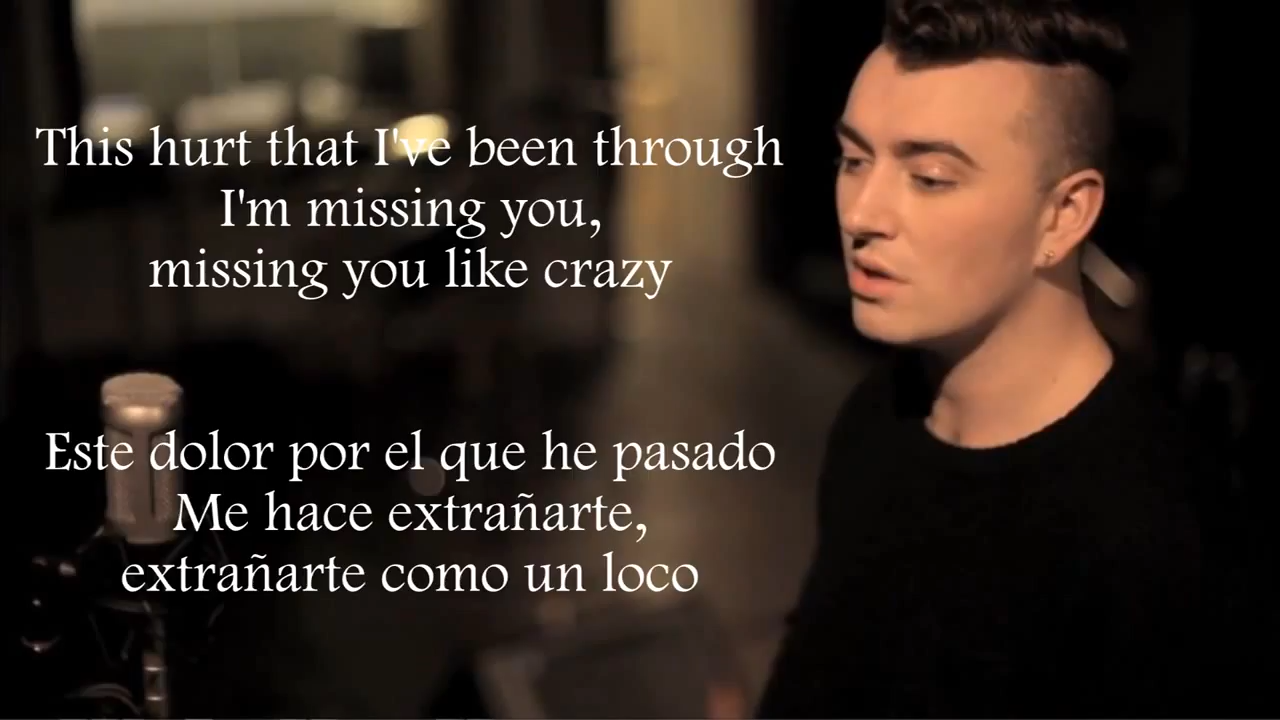 This hurt that I've been through
I'm missing you,
missing you like crazy
Este dolor por el que he pasado
Me hace extrañarte,
extrañarte como un loco